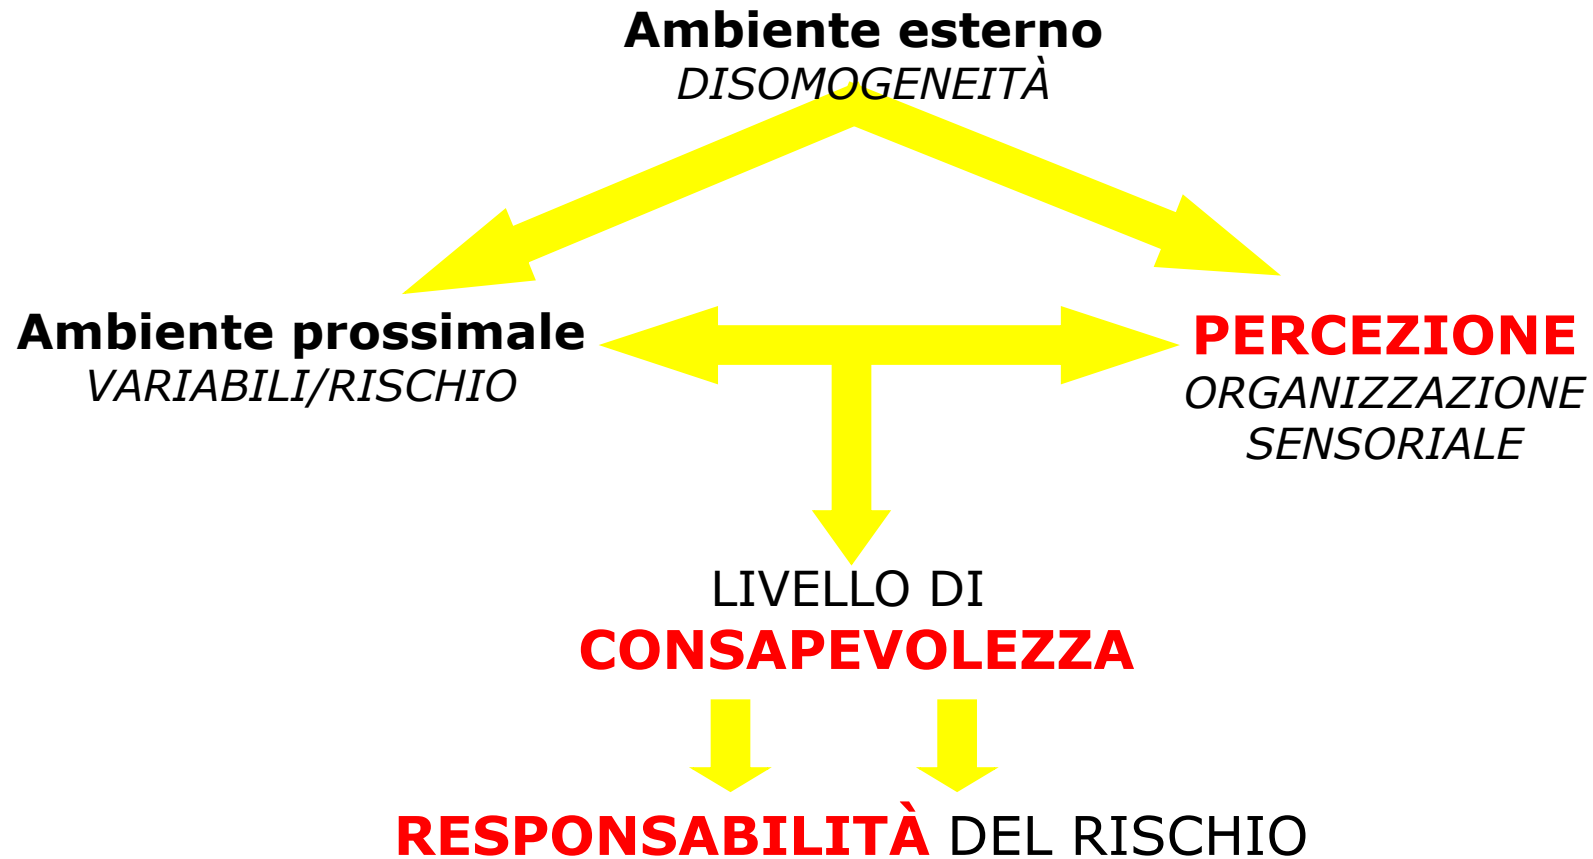 Ambiente esterno
DISOMOGENEITÀ
Ambiente prossimale
VARIABILI/RISCHIO
PERCEZIONE
ORGANIZZAZIONE
SENSORIALE
LIVELLO DI
CONSAPEVOLEZZA
RESPONSABILITÀ DEL RISCHIO